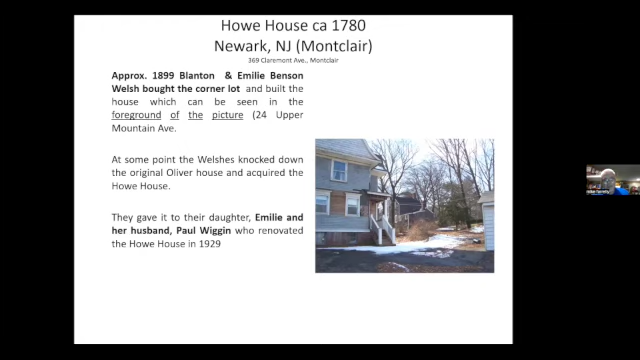 Howe House ca 1780
Newark, NJ (Montclair)
369 Claremont Ave., Montclair
Approx. 1899 Blanton & Emilie Benson
Welsh bought the corner lot and built the
house which can be seen in the
foreground of the picture (24 Upper
Mountain Ave.
At some point the Welshes knocked down
the original Oliver house and acquired the
Howe House.
They gave it to their daughter, Emilie and
her husband, Paul Wiggin who renovated
the Howe House in 1929